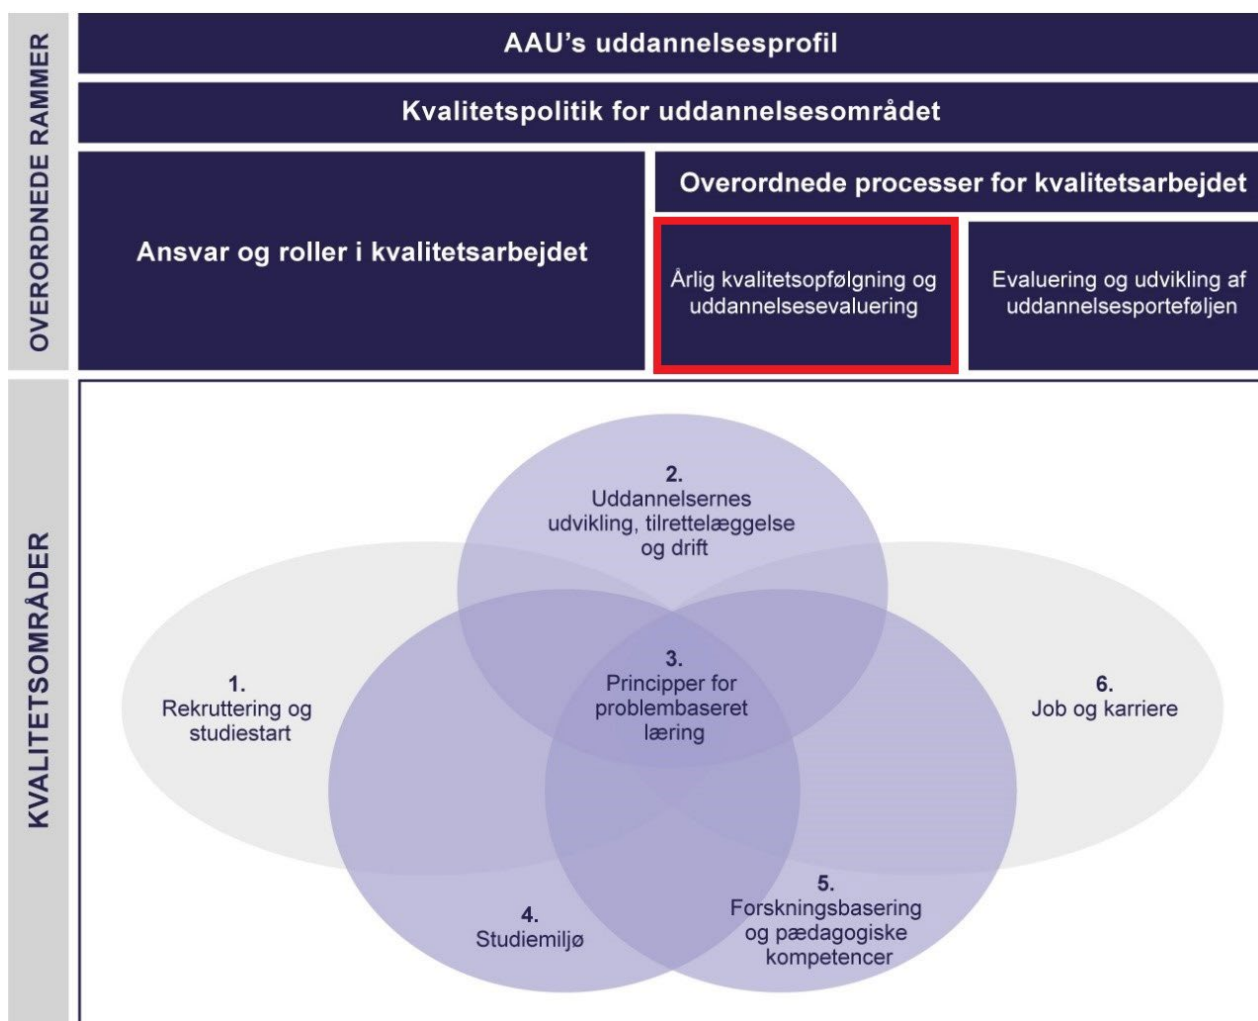 OVERORDNEDE RAMMER
AAU's uddannelsesprofil
Kvalitetspolitik for uddannelsesområdet
Ansvar og roller i kvalitetsarbejdet
Overordnede processer for kvalitetsarbejdet
Årlig kvalitetsopfølgning og
uddannelsesevaluering
Evaluering og udvikling af
uddannelsesporteføljen
KVALITETSOMRÅDER
1.
Rekruttering og
studiestart
2.
Uddannelsernes
udvikling, tilrettelæggelse
og drift
3.
Principper for
problembaseret
læring
4.
Studiemiljø
5.
Forskningsbasering
og pædagogiske
kompetencer
6.
Job og karriere